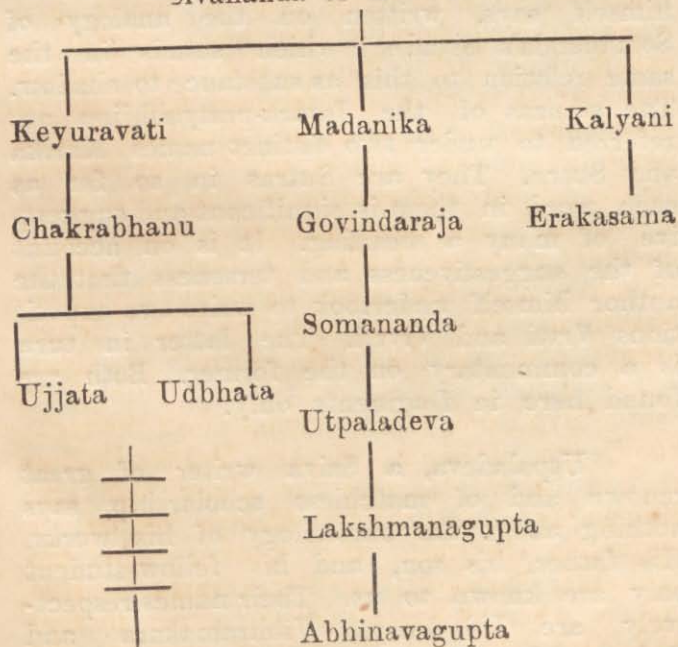 Keyuravati Madanika Kalyani
Chakrabhanu Govindaraja Erakasama
Somananda
Ujjata Udbhata
Utpaladeva
Lakshmanagupta
Abhinavagupta